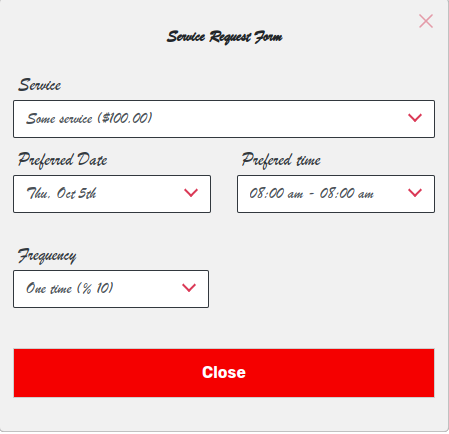 Service Request Form
Service
Some service ($100.00)
Preferred Date
Prefered time
Thu, Oct 5th
08:00 am - 08:00 am
Frequency
One time (% 10)
Close